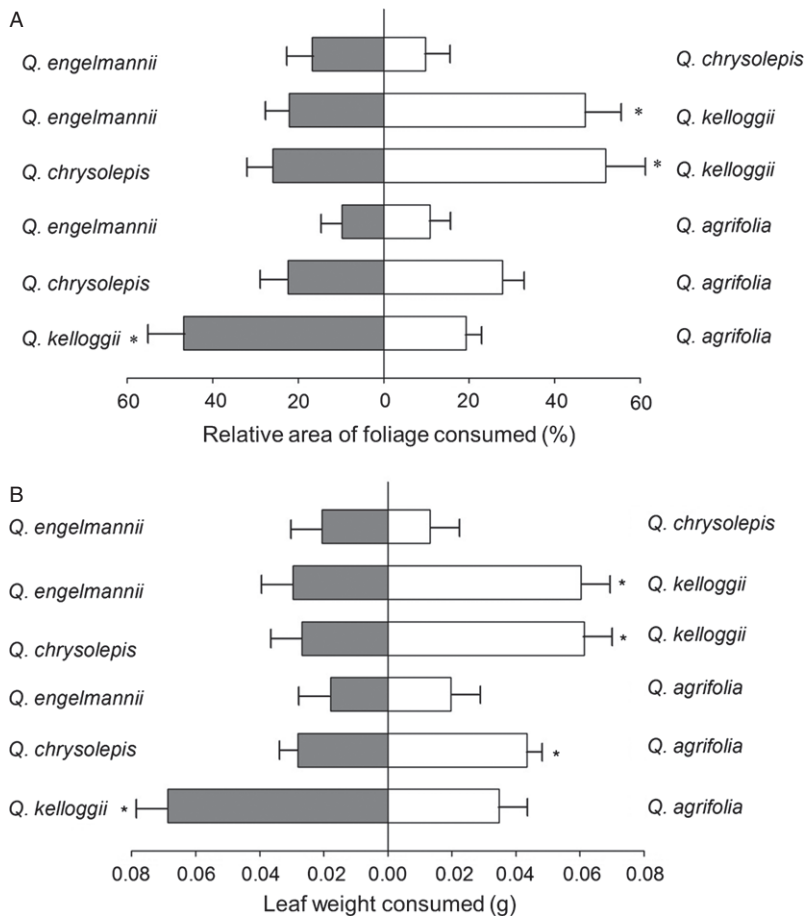 A
Q. engelmannii Q. chrysolepis
Q. engelmannii * Q. kelloggii
Q. chrysolepis * Q. kelloggii
Q. engelmannii Q. agrifolia
Q. chrysolepis Q. agrifolia
Q. kelloggii * Q. agrifolia
60 40 20 0 20 40 60
Relative area of foliage consumed (%)
B
Q. engelmannii Q. chrysolepis
Q. engelmannii * Q. kelloggii
Q. chrysolepis * Q. kelloggii
Q. engelmannii Q. agrifolia
Q. chrysolepis * Q. agrifolia
Q. kelloggii * Q. agrifolia
0.08 0.06 0.04 0.02 0.00 0.02 0.04 0.06 0.08
Leaf weight consumed (g)